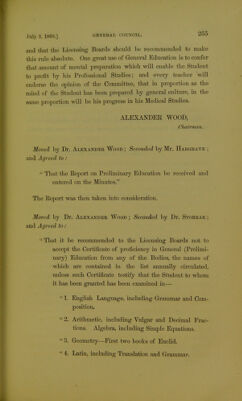 July 3, 1868.] GENERAL COUNCIL. 255
and that the Licensing Boards should be recommended to make
this rule absolute. One great use of General Education is to confer
that amount of mental preparation which will enable the Student
to profit by his Professional Studies; and every teacher will
endorse the opinion of the Committee, that in proportion as the
mind of the Student has been prepared by general culture, in the
same proportion will be his progress in his Medical Studies.
ALEXANDER WOOD,
Chairman.
Moved by Dr. Alexander Wood; Seconded by Mr. Hargrave;
and Agreed to:
"That the Report on Preliminary Education be received and
entered on the Minutes."
The Report was then taken into consideration.
Moved by Dr. Alexander Wood; Seconded by Dr. Storrar;
and Agreed to:
"That it be recommended to the Licensing Boards not to
accept the Certificate of proficiency in General (Prelimi-
nary) Education from any of the Bodies, the names of
which are contained in the list annually circulated,
unless such Certificate testify that the Student to whom
it has been granted has been examined in—
"1. English Language, including Grammar and Com-
position.
"2. Arithmetic, including Vulgar and Decimal Frac-
tions. Algebra, including Simple Equations.
"3. Geometry—First two books of Euclid.
"4. Latin, including Translation and Grammar.